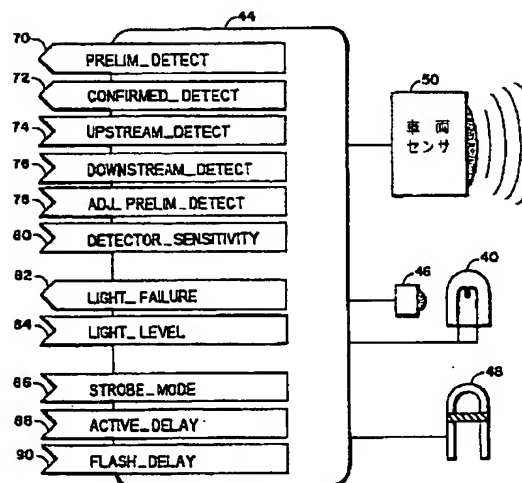 44
70
PRELIM_DETECT
72
CONFIRMED_DETECT
74
UPSTREAM_DETECT
76
DOWNSTREAM_DETECT
78
ADJ_PRELIM_DETECT
80
DETECTOR_SENSITIVITY
82
LIGHT_FAILURE
84
LIGHT_LEVEL
86
STROBE_MODE
88
ACTIVE_DELAY
90
FLASH_DELAY
50
車両
センサ
46
40
48